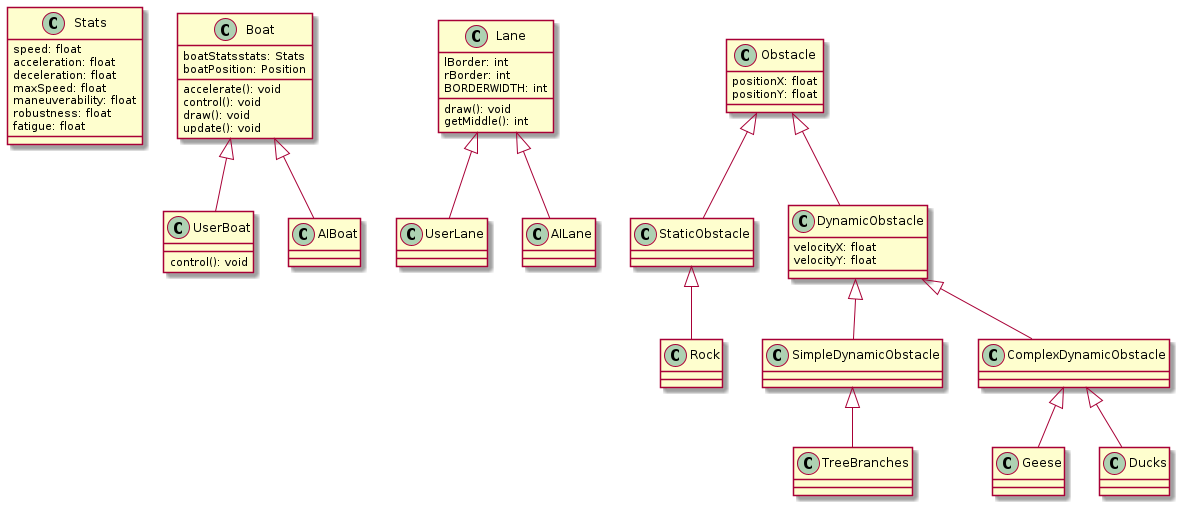 C Stats
speed: float
acceleration: float
deceleration: float
maxSpeed: float
maneuverability: float
robustness: float
fatigue: float
C Boat
boatStatsstats: Stats
boatPosition: Position
accelerate(): void
control(): void
draw(): void
update(): void
C Lane
lBorder: int
rBorder: int
BORDERWIDTH: int
draw(): void
getMiddle(): int
C Obstacle
positionX: float
positionY: float
C UserBoat
control(): void
C AIBoat
C UserLane
C AILane
C StaticObstacle
C DynamicObstacle
velocityX: float
velocityY: float
C Rock
C SimpleDynamicObstacle
C ComplexDynamicObstacle
C TreeBranches
C Geese
C Ducks